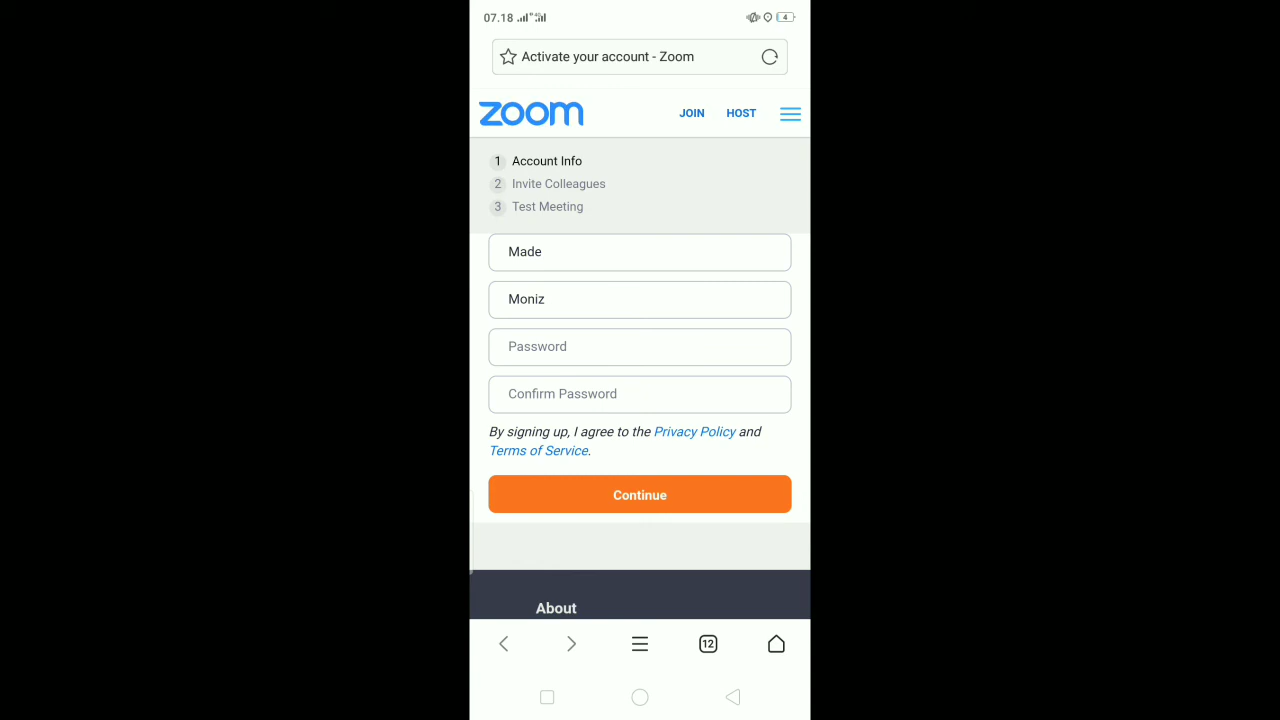 07.18
4
Activate your account - Zoom
zoom
JOIN HOST
1 Account Info
2 Invite Colleagues
3 Test Meeting
Made
Moniz
Password
Confirm Password
By signing up, I agree to the Privacy Policy and
Terms of Service.
Continue
About
12